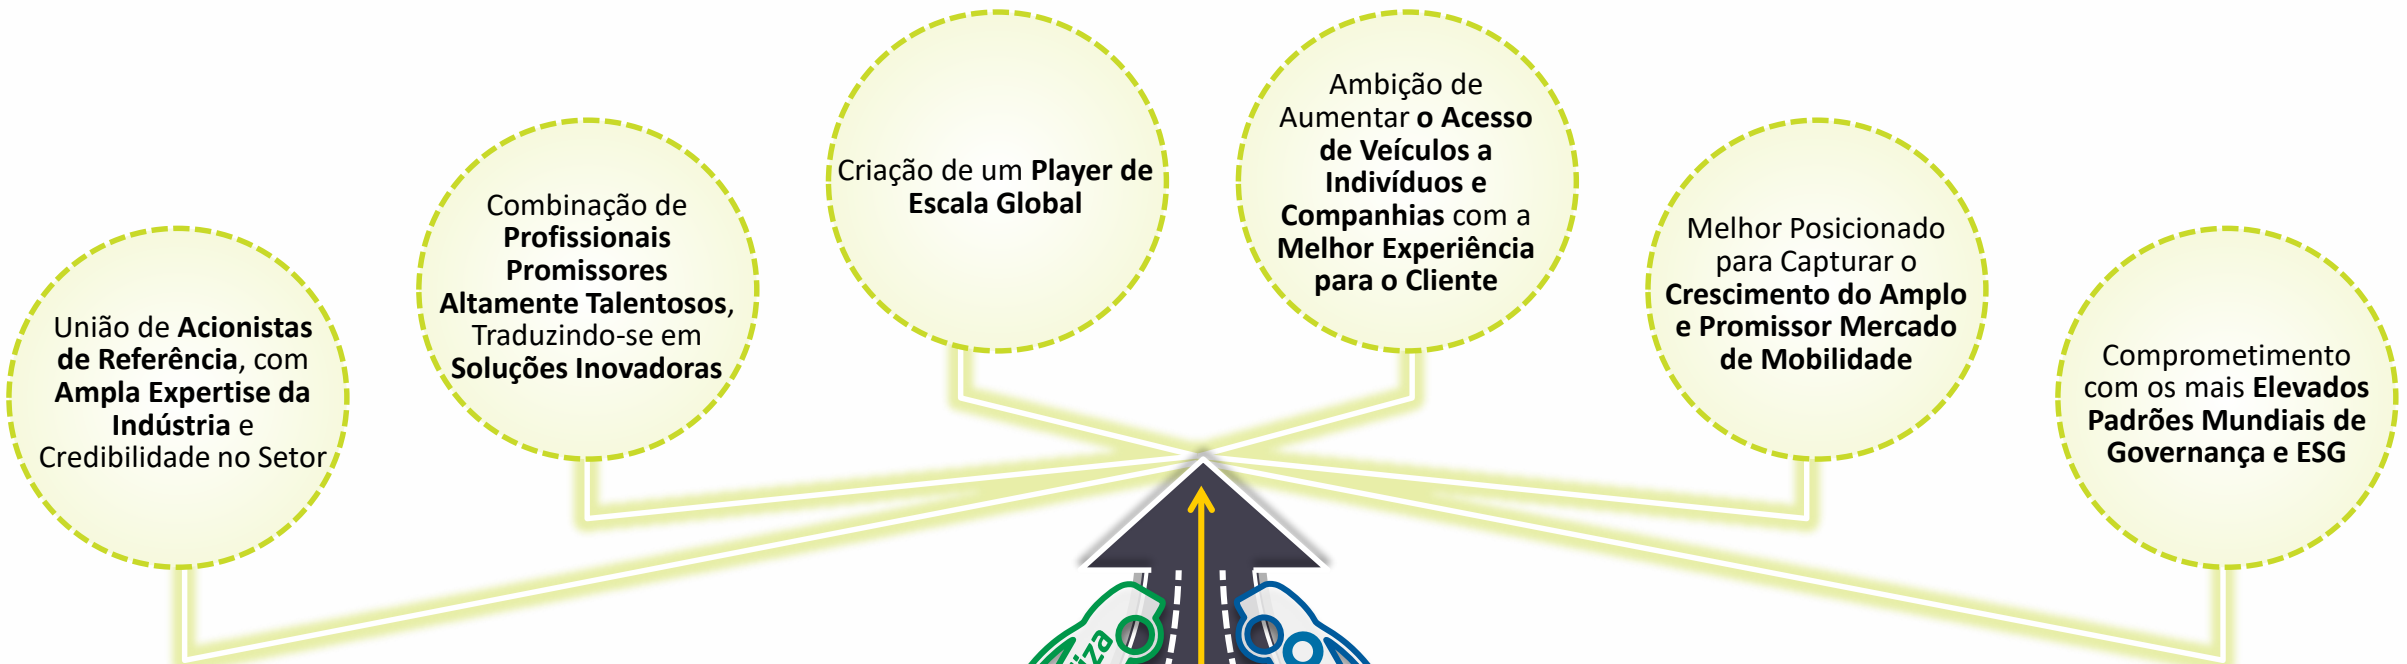 União de Acionistas
de Referência, com
Ampla Expertise da
Indústria e
Credibilidade no Setor
Combinação de
Profissionais
Promissores
Altamente Talentosos,
Traduzindo-se em
Soluções Inovadoras
Criação de um Player de
Escala Global
Ambição de
Aumentar o Acesso
de Veículos a
Indivíduos e
Companhias com a
Melhor Experiência
para o Cliente
Melhor Posicionado
para Capturar o
Crescimento do Amplo
e Promissor Mercado
de Mobilidade
Comprometimento
com os mais Elevados
Padrões Mundiais de
Governança e ESG